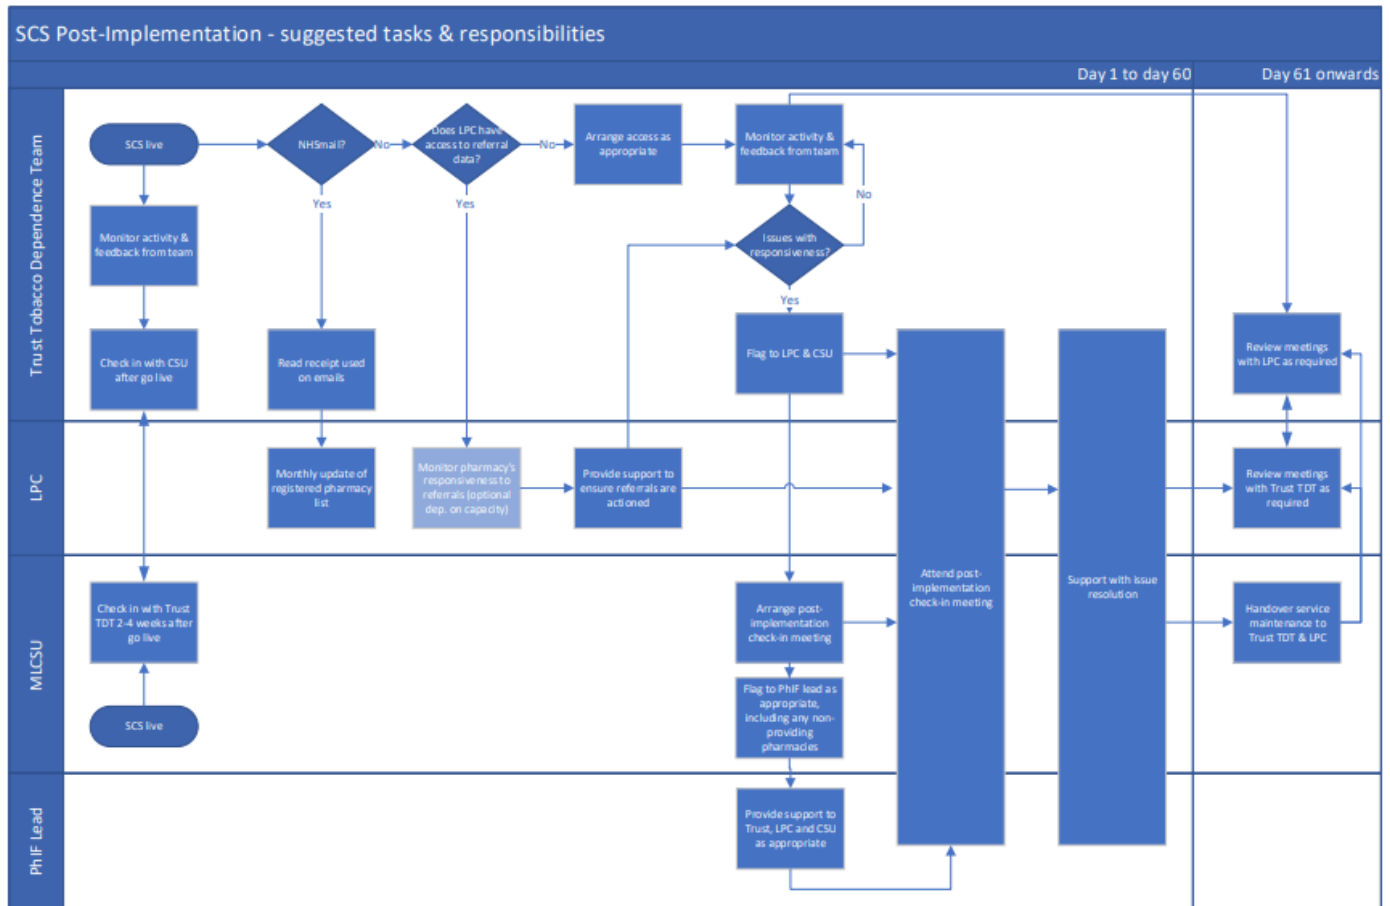 SCS Post-Implementation - suggested tasks & responsibilities
Day 1 to day 60
Day 61 onwards
Trust Tobacco Dependence Team
SCS live
NHSmail?
No
Does LPC have
access to referral
data?
No
Arrange access as
appropriate
Monitor activity &
feedback from team
No
Yes
Yes
Monitor activity &
feedback from team
Issues with
responsiveness?
Yes
Check in with CSU
after go live
Read receipt used
on emails
Flag to LPC & CSU
Review meetings
with LPC as required
LPC
Monthly update of
registered pharmacy
list
Monitor pharmacy's
responsiveness to
referrals (optional
dep. on capacity)
Provide support to
ensure referrals are
actioned
Review meetings
with Trust TDT as
required
Attend post-
implementation
check-in meeting
Support with issue
resolution
MLCSU
Check in with Trust
TDT 2-4 weeks after
go live
Arrange post-
implementation
check-in meeting
Handover service
maintenance to
Trust TDT & LPC
SCS live
Flag to PhIF lead as
appropriate,
including any non-
providing
pharmacies
PhIF Lead
Provide support to
Trust, LPC and CSU
as appropriate